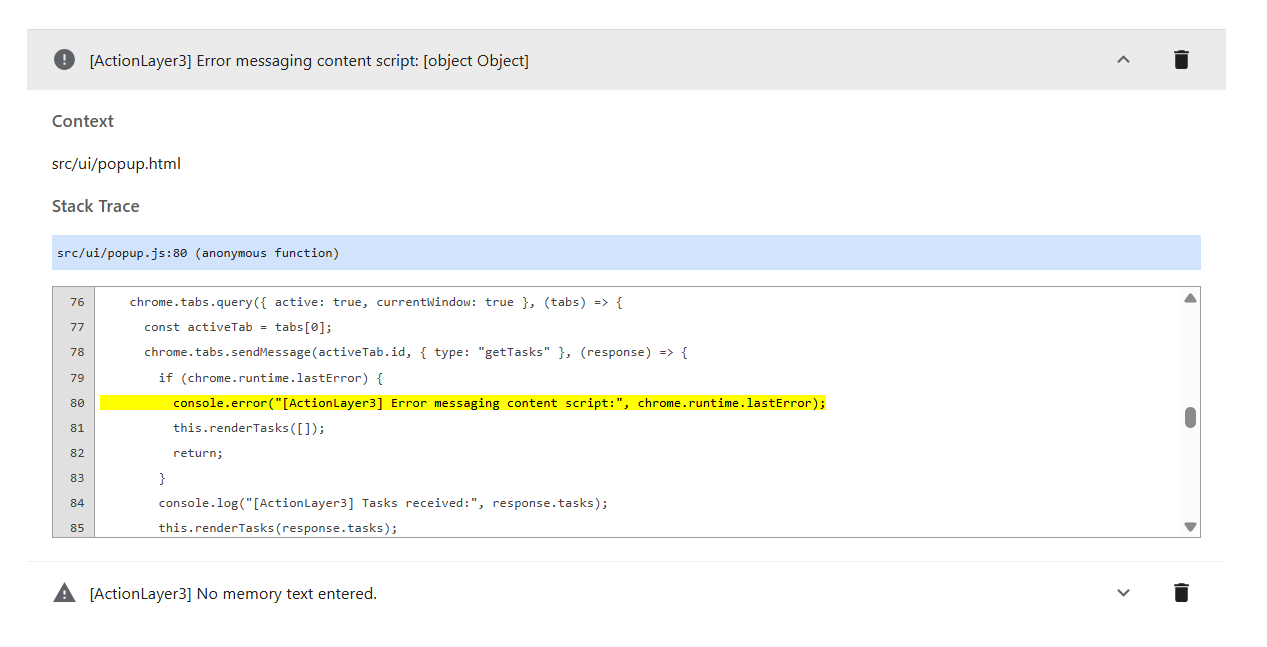 [ActionLayer3] Error messaging content script: [object Object]
Context
src/ui/popup.html
Stack Trace
src/ui/popup.js:80 (anonymous function)
76 chrome.tabs.query({ active: true, currentWindow: true }, (tabs) => {
77 const activeTab = tabs[0];
78 chrome.tabs.sendMessage(activeTab.id, { type: "getTasks" }, (response) => {
79 if (chrome.runtime.lastError) {
80 console.error("[ActionLayer3] Error messaging content script:", chrome.runtime.lastError);
81 this.renderTasks([]);
82 return;
83 }
84 console.log("[ActionLayer3] Tasks received:", response.tasks);
85 this.renderTasks(response.tasks);
[ActionLayer3] No memory text entered.